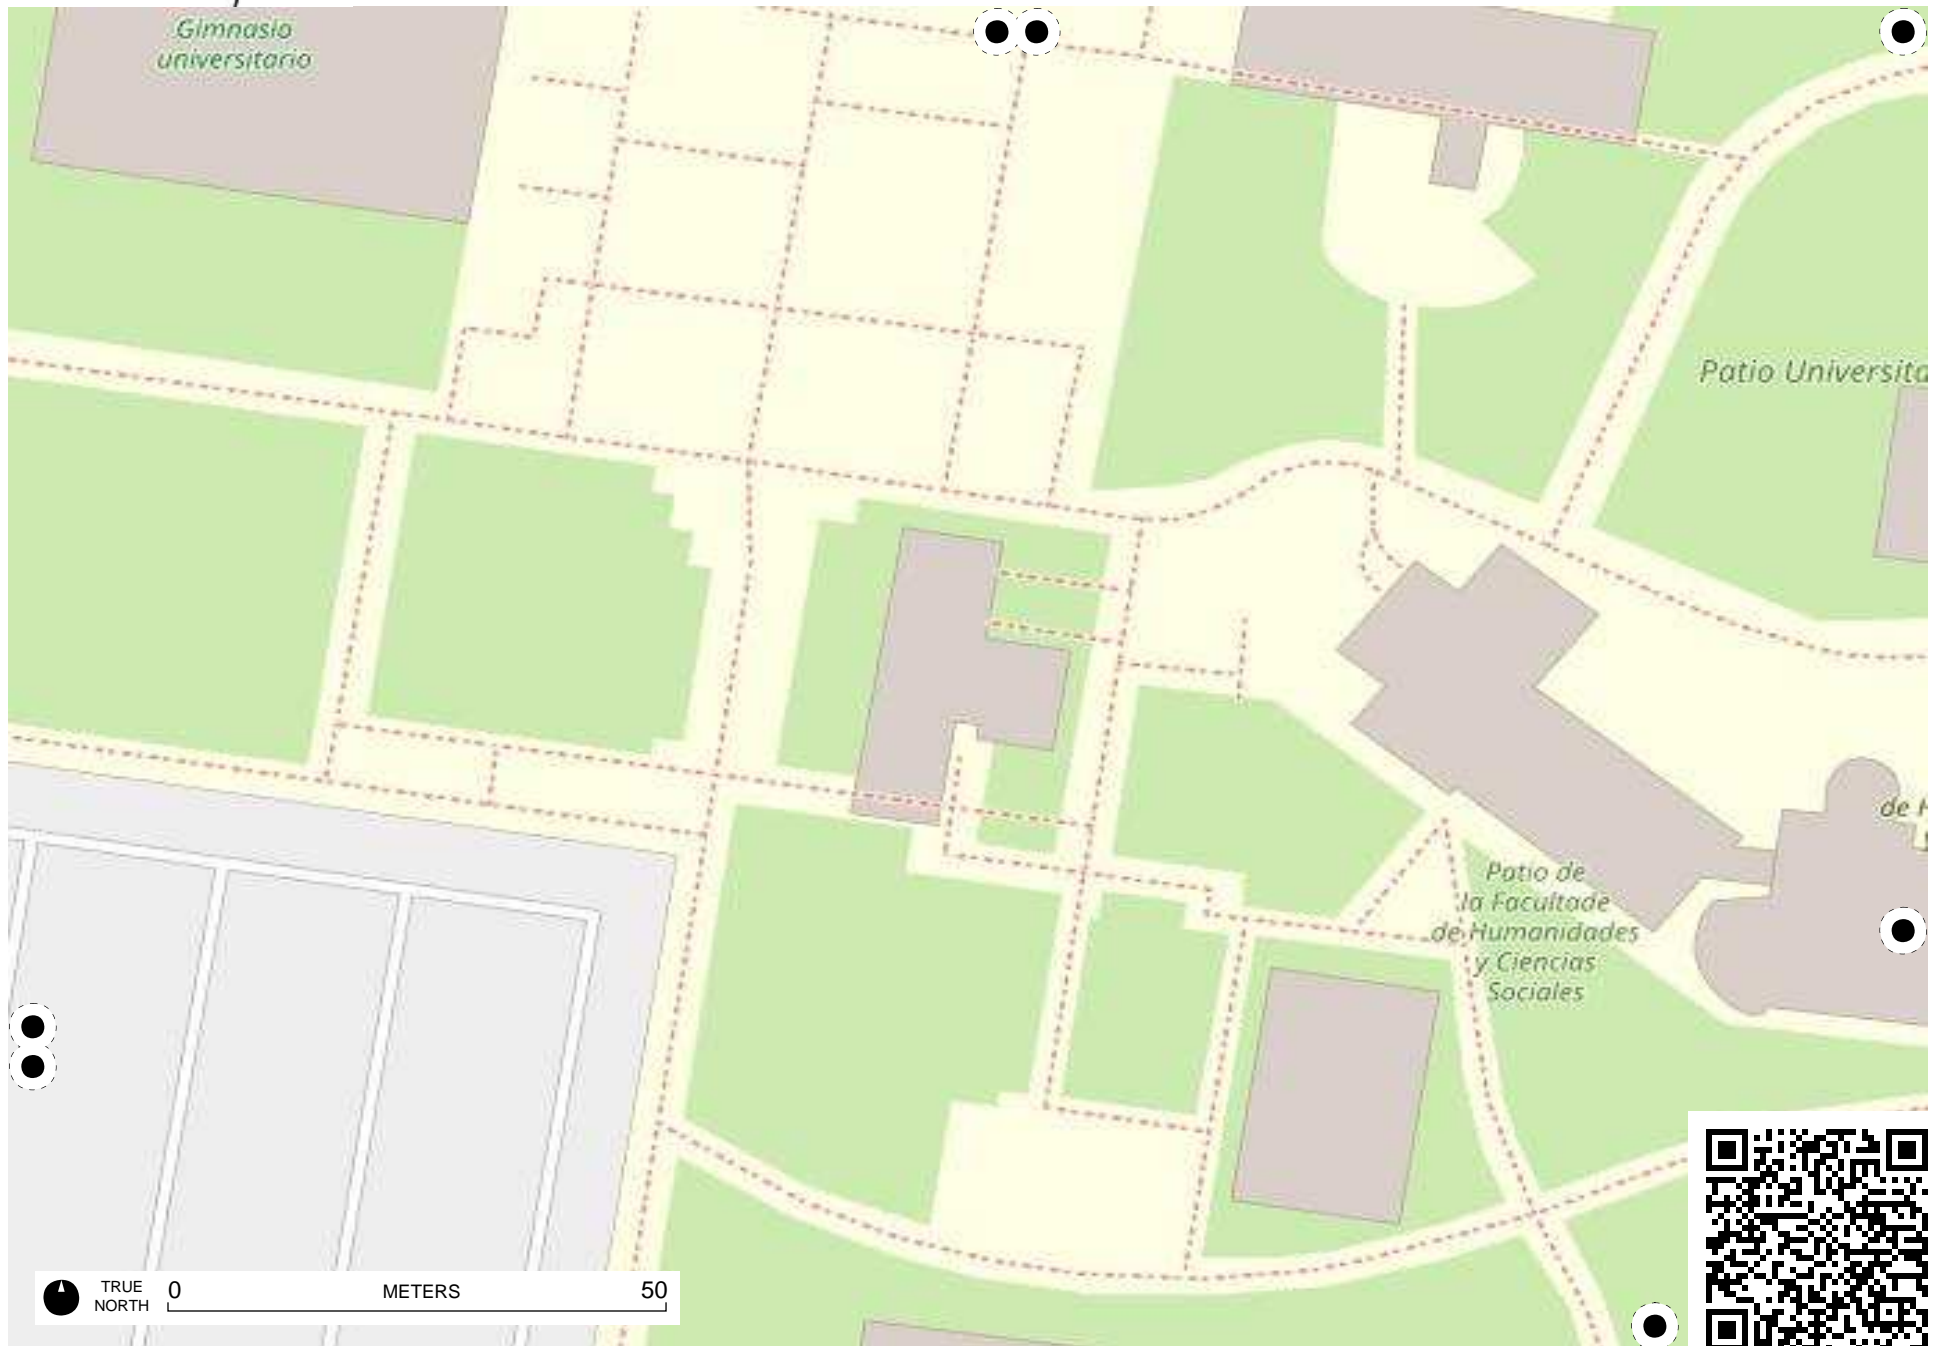 Gimnasio
universitario
Patio Universita
de H
Patio de
la Facultade
de Humanidades
y Ciencias
Sociales
TRUE
NORTH
0 METERS 50